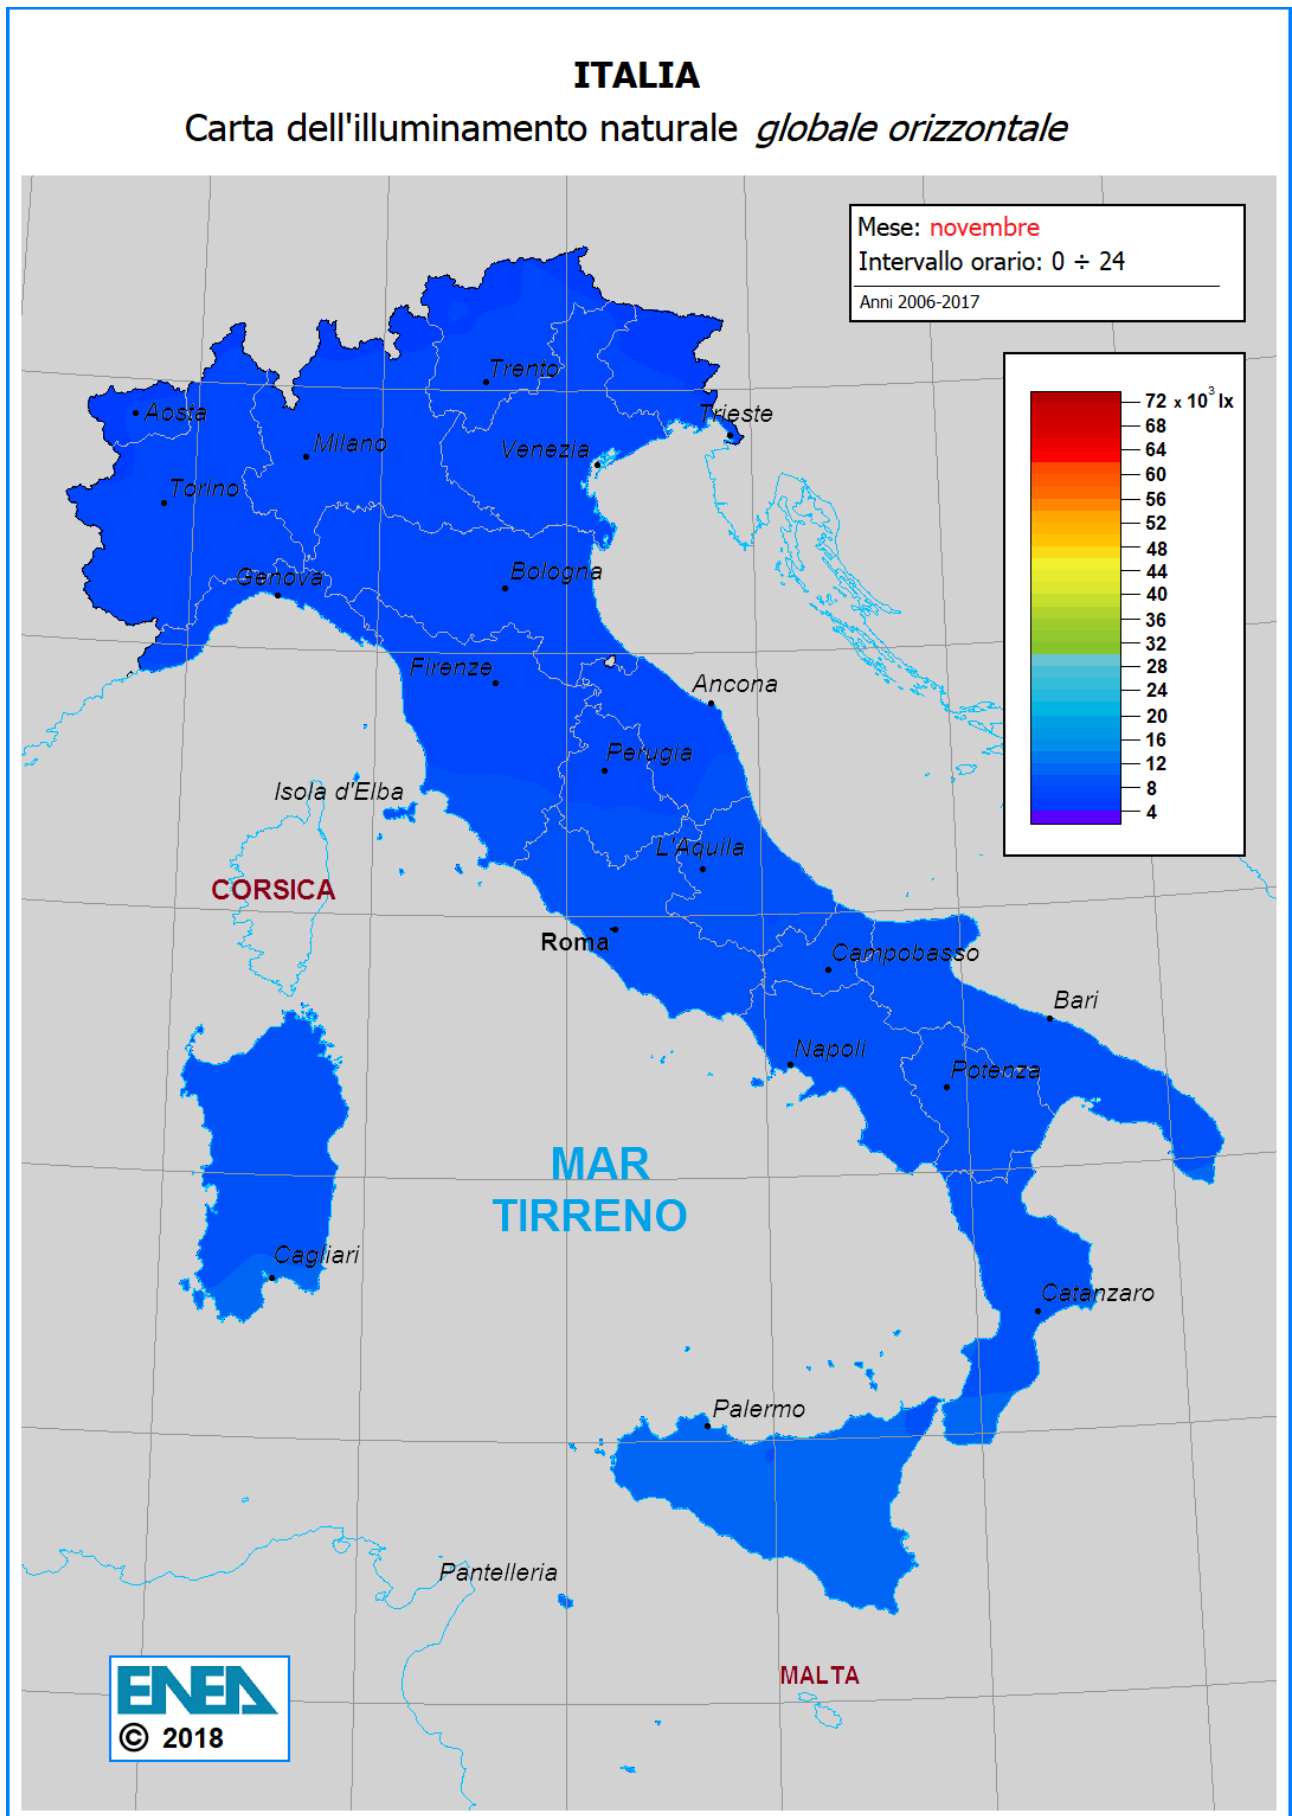 ITALIA
Carta dell'illuminamento naturale globale orizzontale
Mese: novembre
Intervallo orario: 0 ÷ 24
Anni 2006-2017
72 x 10³ lx
68
64
60
56
52
48
44
40
36
32
28
24
20
16
12
8
4
Trento
Aosta
Trieste
Milano
Venezia
Torino
Genova
Bologna
Firenze
Ancona
Perugia
Isola d'Elba
L'Aquila
CORSICA
Roma
Campobasso
Bari
Napoli
Potenza
MAR
TIRRENO
Cagliari
Catanzaro
Palermo
Pantelleria
MALTA
ENEA
© 2018